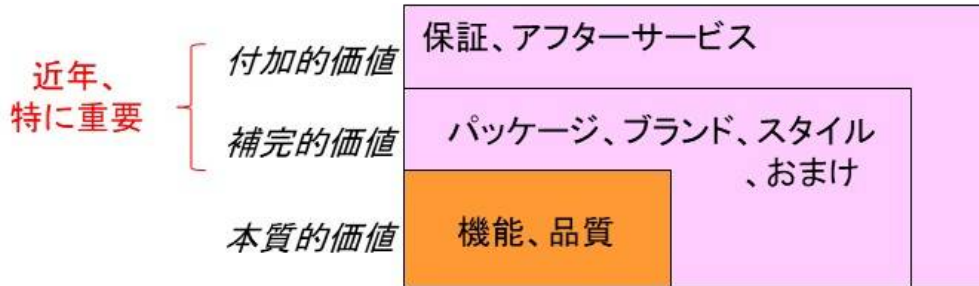 近年、
特に重要
付加的価値
保証、アフターサービス
補完的価値
パッケージ、ブランド、スタイル
、おまけ
本質的価値
機能、品質